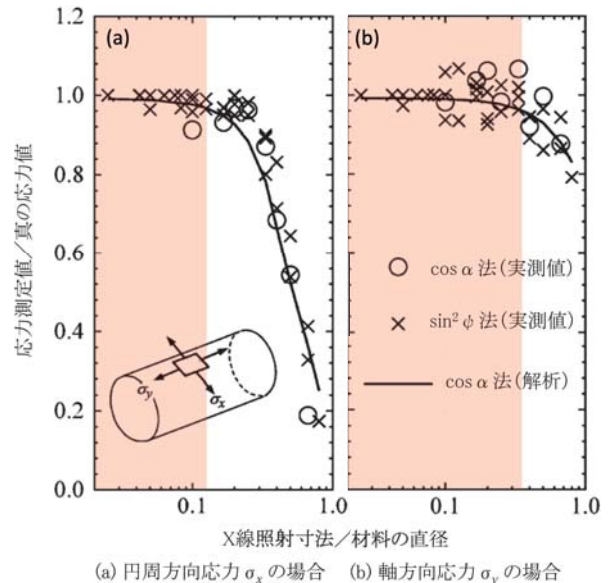 1.2
1.0
0.8
0.6
0.4
0.2
0.0
応力測定値/真の応力値
(a)
σy
σx
0.1
1.0
(b)
cos α 法(実測値)
sin² ϕ 法(実測値)
cos α 法(解析)
0.1
1.0
X線照射寸法/材料の直径
(a) 円周方向応力 σx の場合 (b) 軸方向応力 σy の場合